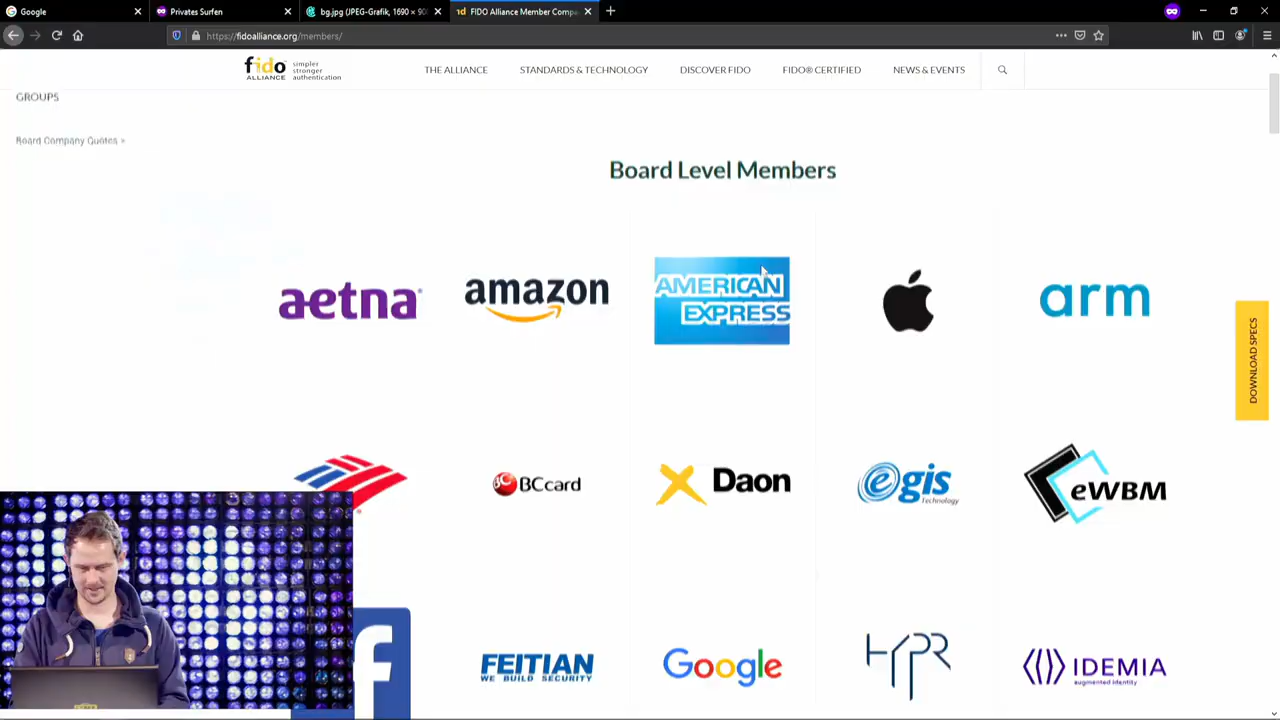 Google
Privates Surfen
bg.jpg (JPEG-Grafik, 1690 × 90
FIDO Alliance Member Comp
https://fidoalliance.org/members/
fido
ALLIANCE
simpler
stronger
authentication
THE ALLIANCE
STANDARDS & TECHNOLOGY
DISCOVER FIDO
FIDO® CERTIFIED
NEWS & EVENTS
GROUPS
Board Company Quotes »
Board Level Members
aetna
amazon
AMERICAN
EXPRESS
arm
DOWNLOAD SPECS
BC
BCcard
Daon
egis
Technology
eWBM
f
FEITIAN
WE BUILD SECURITY
Google
HYPR
IDEMIA
augmented identity